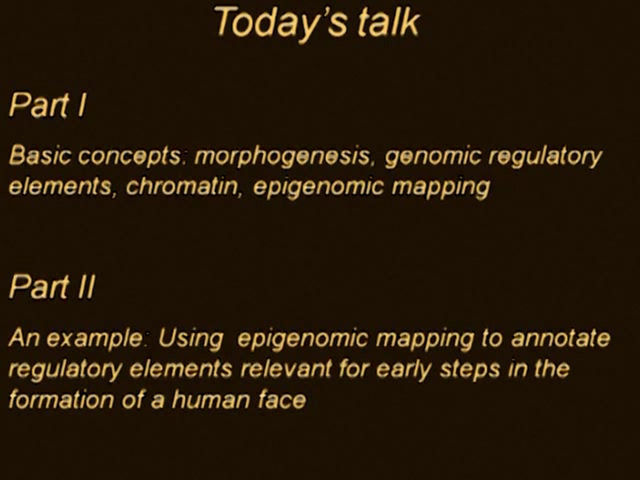 Today's talk
Part I
Basic concepts: morphogenesis, genomic regulatory
elements, chromatin, epigenomic mapping
Part II
An example: Using epigenomic mapping to annotate
regulatory elements relevant for early steps in the
formation of a human face